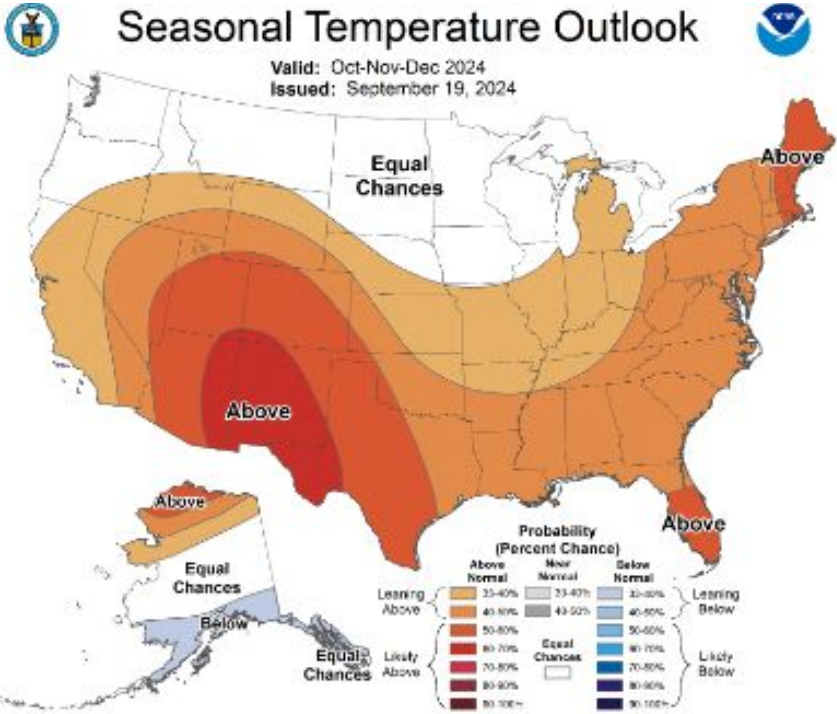 Seasonal Temperature Outlook
Valid: Oct-Nov-Dec 2024
Issued: September 19, 2024
Equal
Chances
Above
Above
Above
Above
Equal
Chances
Below
Equal
Chances
Probability
(Percent Chance)
Above
Normal
Near
Normal
Below
Normal
Leaning
Above
33-40%
40-50%
33-40%
40-50%
33-40%
40-50%
Leaning
Below
Likely
Above
50-60%
60-70%
70-80%
80-90%
90-100%
Equal
Chances
50-60%
60-70%
70-80%
80-90%
90-100%
Likely
Below